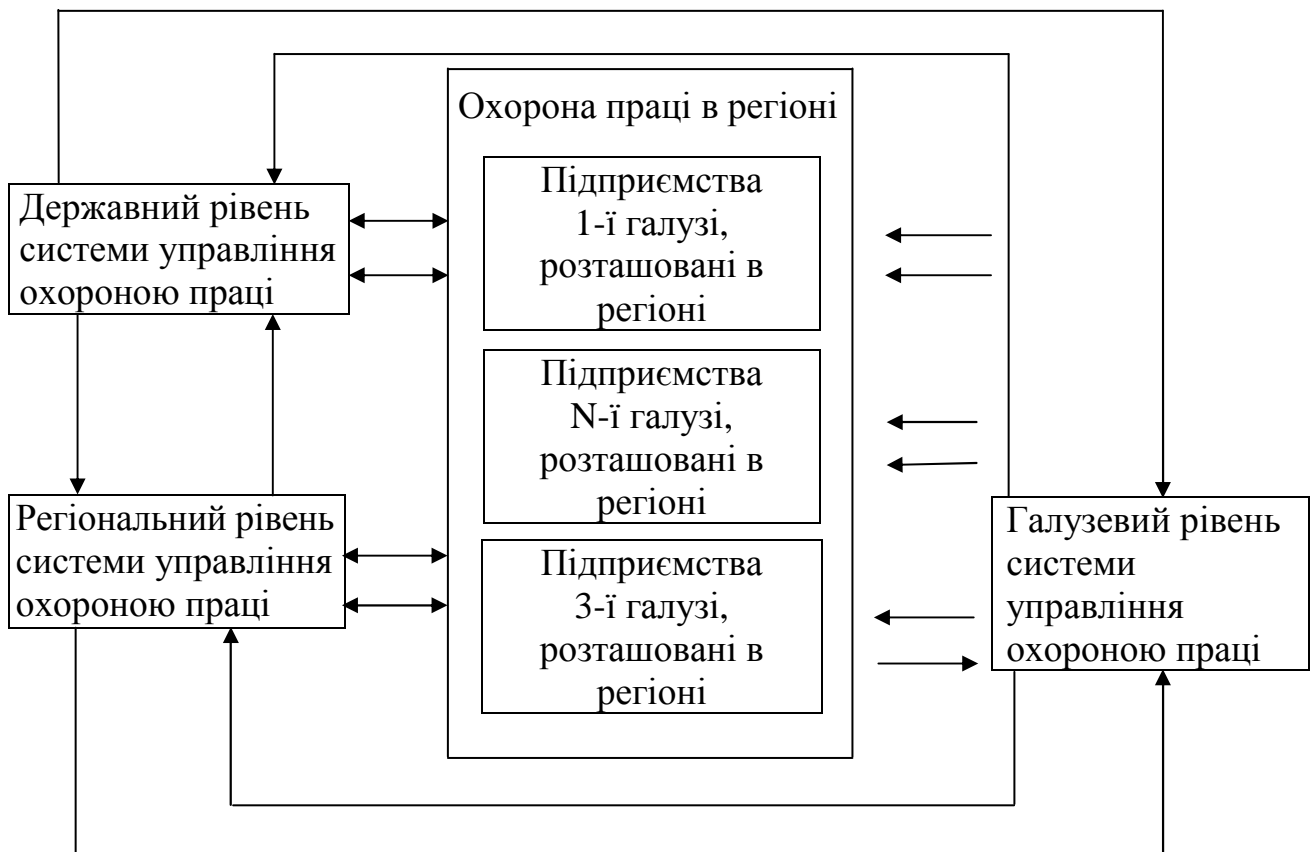 Охорона праці в регіоні
Державний рівень
системи управління
охороною праці
Підприємства
1-ї галузі,
розташовані в
регіоні
Підприємства
N-ї галузі,
розташовані в
регіоні
Регіональний рівень
системи управління
охороною праці
Підприємства
3-ї галузі,
розташовані в
регіоні
Галузевий рівень
системи
управління
охороною праці